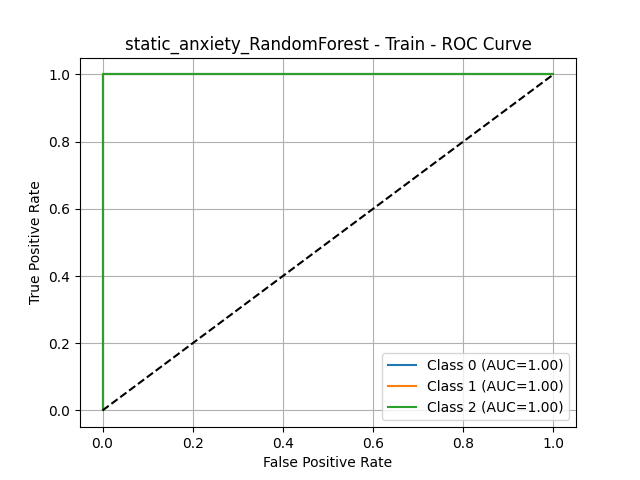 static_anxiety_RandomForest - Train - ROC Curve
True Positive Rate
1.0
0.8
0.6
0.4
0.2
0.0
Class 0 (AUC=1.00)
Class 1 (AUC=1.00)
Class 2 (AUC=1.00)
0.0 0.2 0.4 0.6 0.8 1.0
False Positive Rate